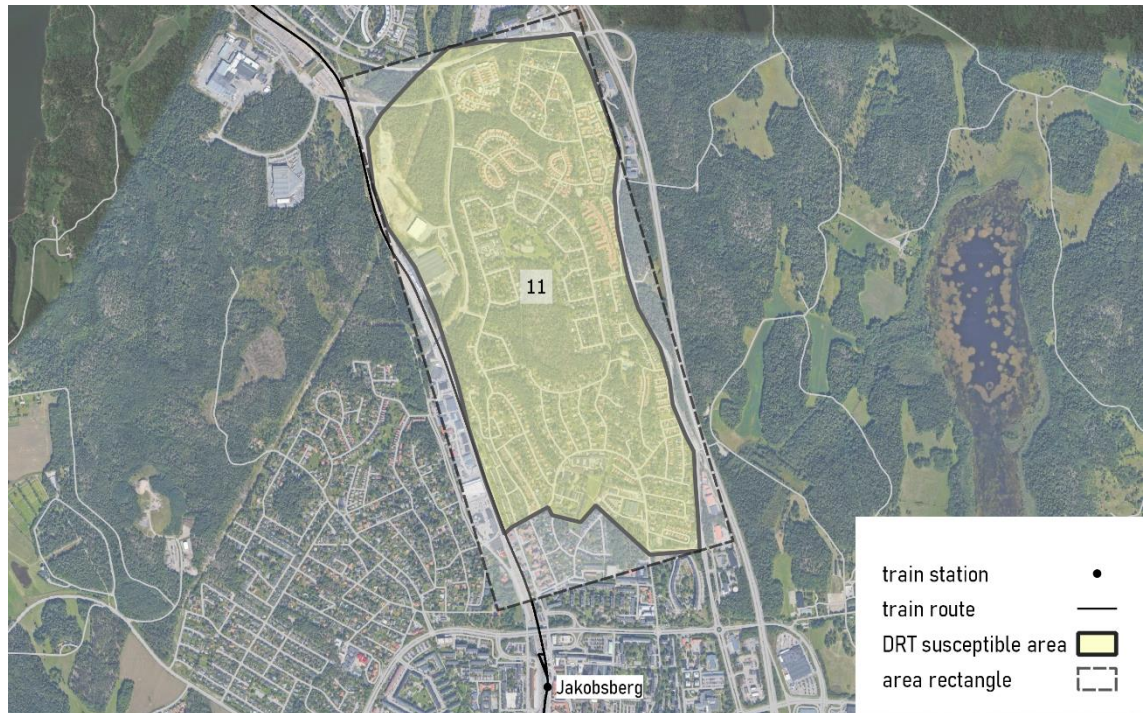 11
Jakobsberg
train station
train route
DRT susceptible area
area rectangle